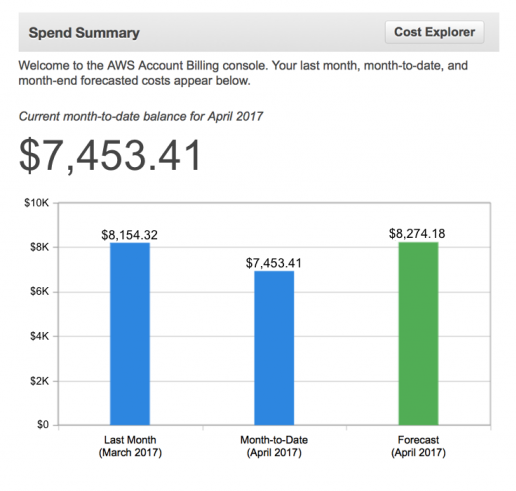 Spend Summary
Cost Explorer
Welcome to the AWS Account Billing console. Your last month, month-to-date, and
month-end forecasted costs appear below.
Current month-to-date balance for April 2017
$7,453.41
$10K
$8K
$6K
$4K
$2K
$0
$8,154.32
$7,453.41
$8,274.18
Last Month
(March 2017)
Month-to-Date
(April 2017)
Forecast
(April 2017)